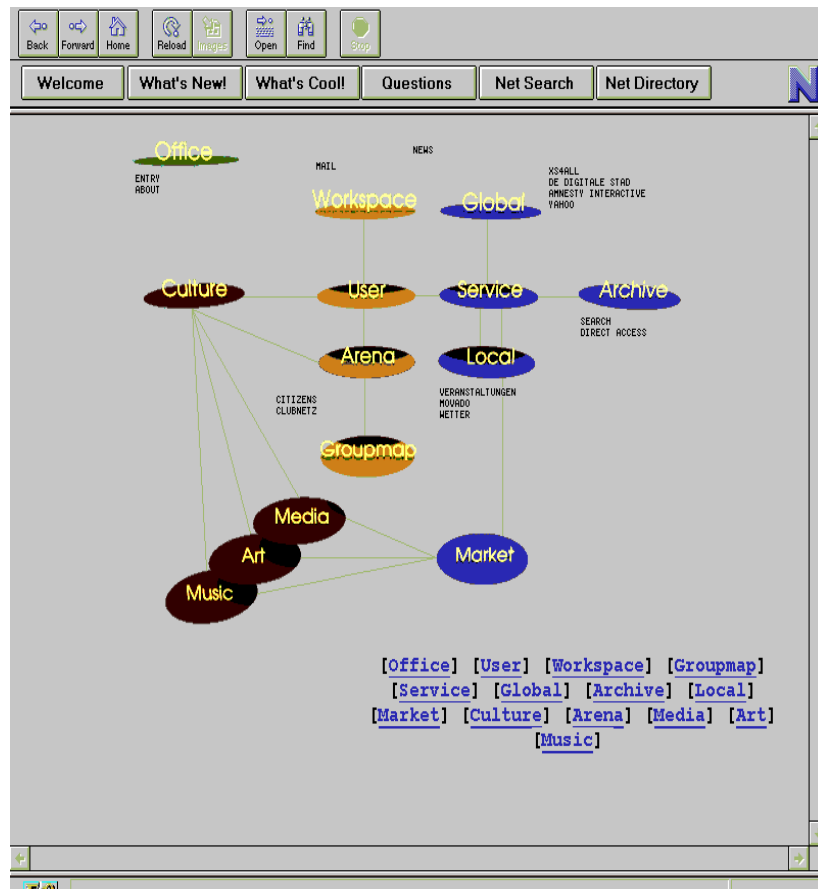 Back Forward Home Reload Images Open Find Stop
Welcome What's New! What's Cool! Questions Net Search Net Directory
N
Office
ENTRY
ABOUT
MAIL
NEWS
Workspace
Global
XS4ALL
DE DIGITALE STAD
AMNESTY INTERACTIVE
YAHOO
Culture
User
Service
Archive
SEARCH
DIRECT ACCESS
Arena
Local
CITIZENS
CLUBNETZ
VERANSTALTUNGEN
MOVADO
WETTER
Groupmap
Media
Art
Market
Music
[Office] [User] [Workspace] [Groupmap]
[Service] [Global] [Archive] [Local]
[Market] [Culture] [Arena] [Media] [Art]
[Music]